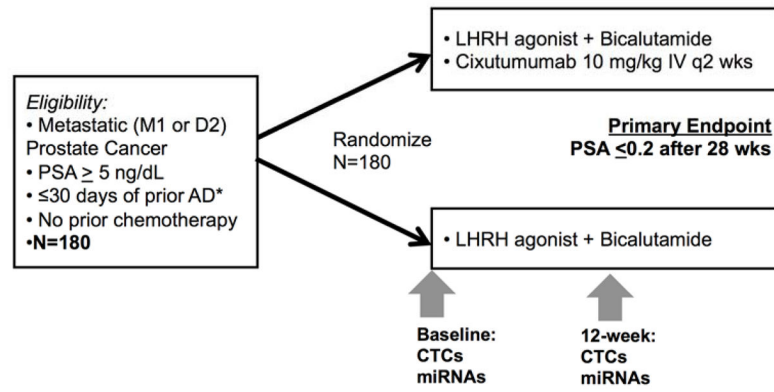 Eligibility:
• Metastatic (M1 or D2)
Prostate Cancer
• PSA ≥ 5 ng/dL
• ≤30 days of prior AD*
• No prior chemotherapy
•N=180
Randomize
N=180
• LHRH agonist + Bicalutamide
• Cixutumumab 10 mg/kg IV q2 wks
Primary Endpoint
PSA ≤0.2 after 28 wks
• LHRH agonist + Bicalutamide
Baseline:
CTCs
miRNAs
12-week:
CTCs
miRNAs